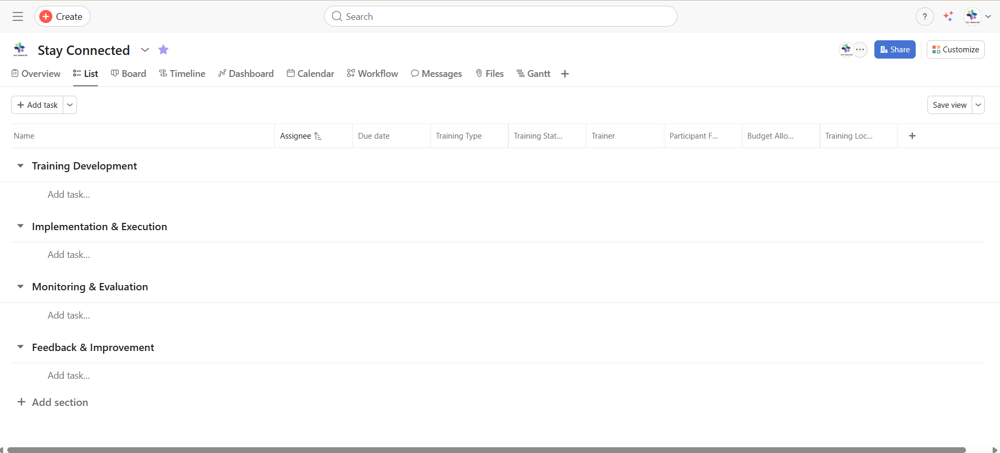 Create
Search
?
Stay Connected
Share
Customize
Overview List Board Timeline Dashboard Calendar Workflow Messages Files Gantt
Add task
Save view
Name Assignee Due date Training Type Training Stat... Trainer Participant F... Budget Allo... Training Loc...
Training Development
Add task...
Implementation & Execution
Add task...
Monitoring & Evaluation
Add task...
Feedback & Improvement
Add task...
Add section